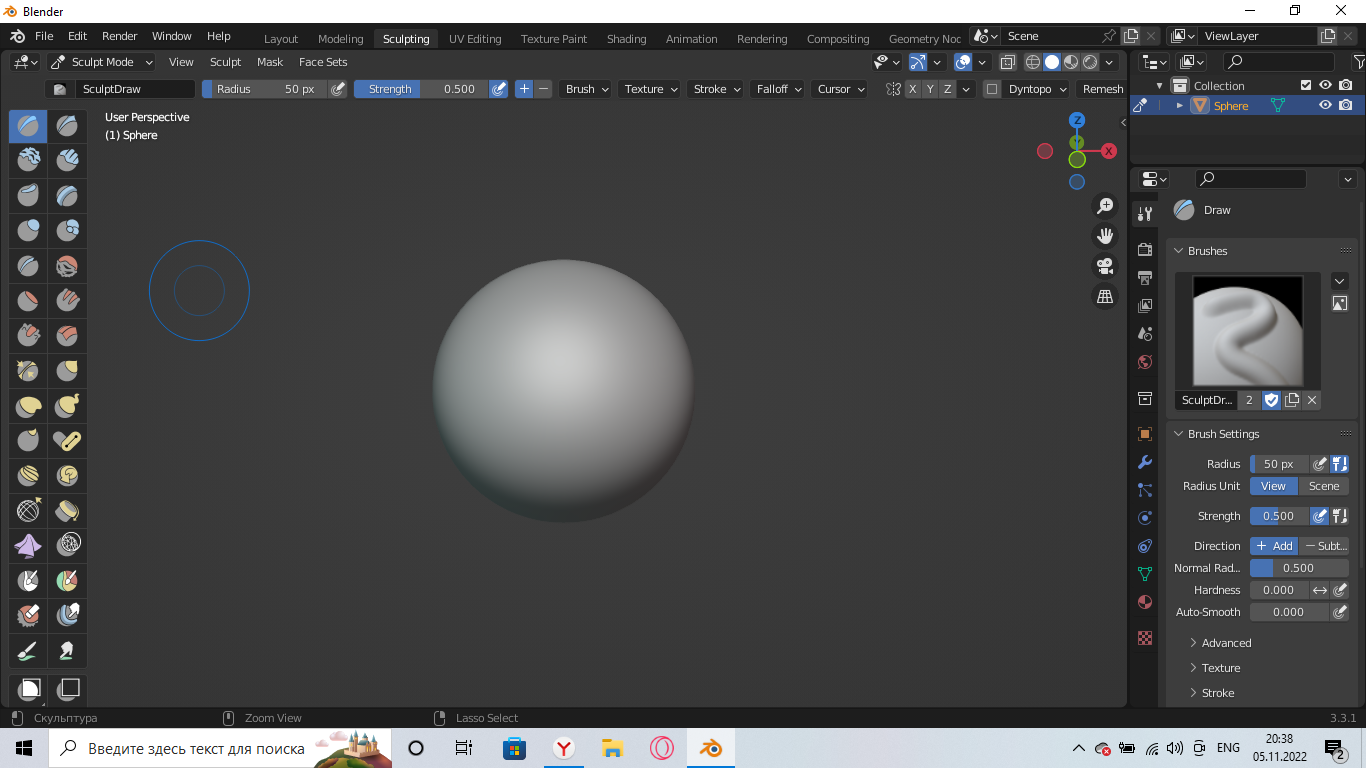 Blender
File Edit Render Window Help Layout Modeling Sculpting UV Editing Texture Paint Shading Animation Rendering Compositing Geometry Noc Scene ViewLayer
Sculpt Mode View Sculpt Mask Face Sets
SculptDraw Radius 50 px Strength 0.500 Brush Texture Stroke Falloff Cursor X Y Z Dyntopo Remesh
Collection
Sphere
User Perspective
(1) Sphere
Z
Y
X
Draw
Brushes
SculptDr... 2
Brush Settings
Radius 50 px
Radius Unit View Scene
Strength 0.500
Direction + Add − Subt...
Normal Rad... 0.500
Hardness 0.000
Auto-Smooth 0.000
Advanced
Texture
Stroke
Скульптура Zoom View Lasso Select 3.3.1
Введите здесь текст для поиска
ENG
20:38
05.11.2022
2